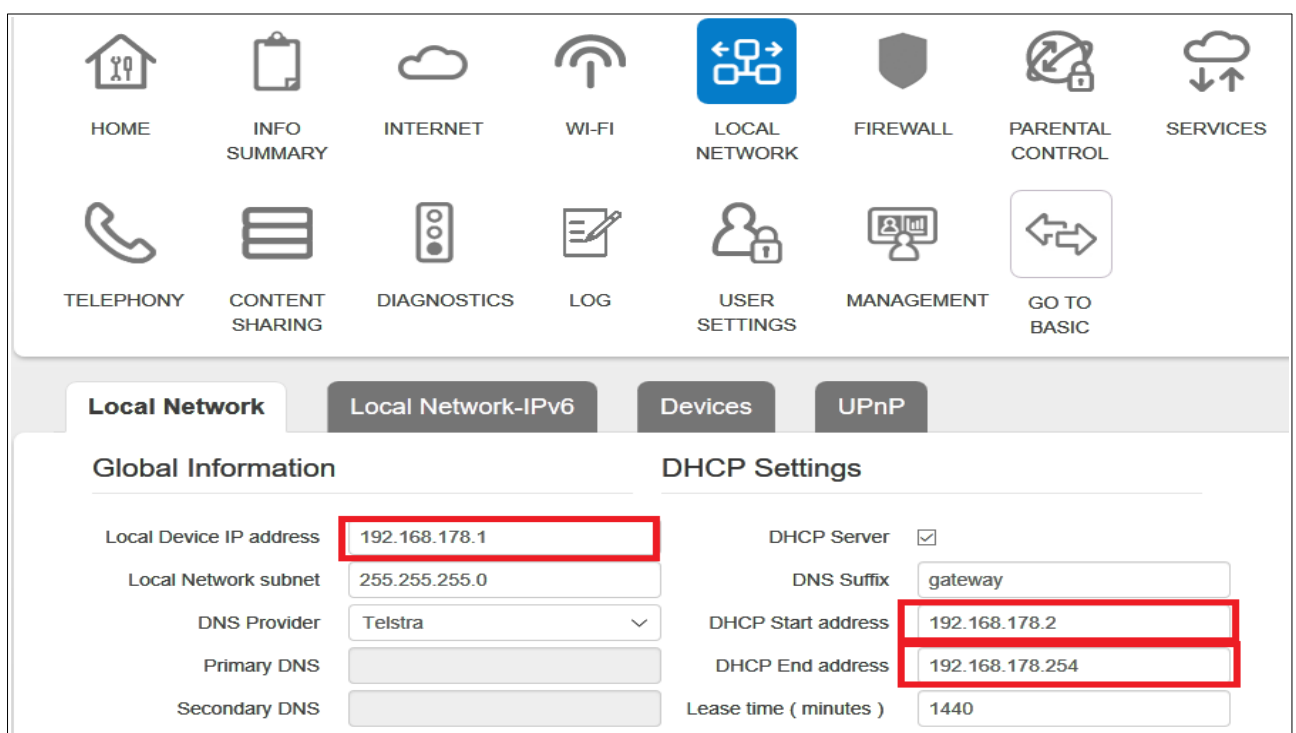 HOME
INFO
SUMMARY
INTERNET
WI-FI
LOCAL
NETWORK
FIREWALL
PARENTAL
CONTROL
SERVICES
TELEPHONY
CONTENT
SHARING
DIAGNOSTICS
LOG
USER
SETTINGS
MANAGEMENT
GO TO
BASIC
Local Network
Local Network-IPv6
Devices
UPnP
Global Information
Local Device IP address 192.168.178.1
Local Network subnet 255.255.255.0
DNS Provider Telstra
Primary DNS
Secondary DNS
DHCP Settings
DHCP Server
DNS Suffix gateway
DHCP Start address 192.168.178.2
DHCP End address 192.168.178.254
Lease time ( minutes ) 1440